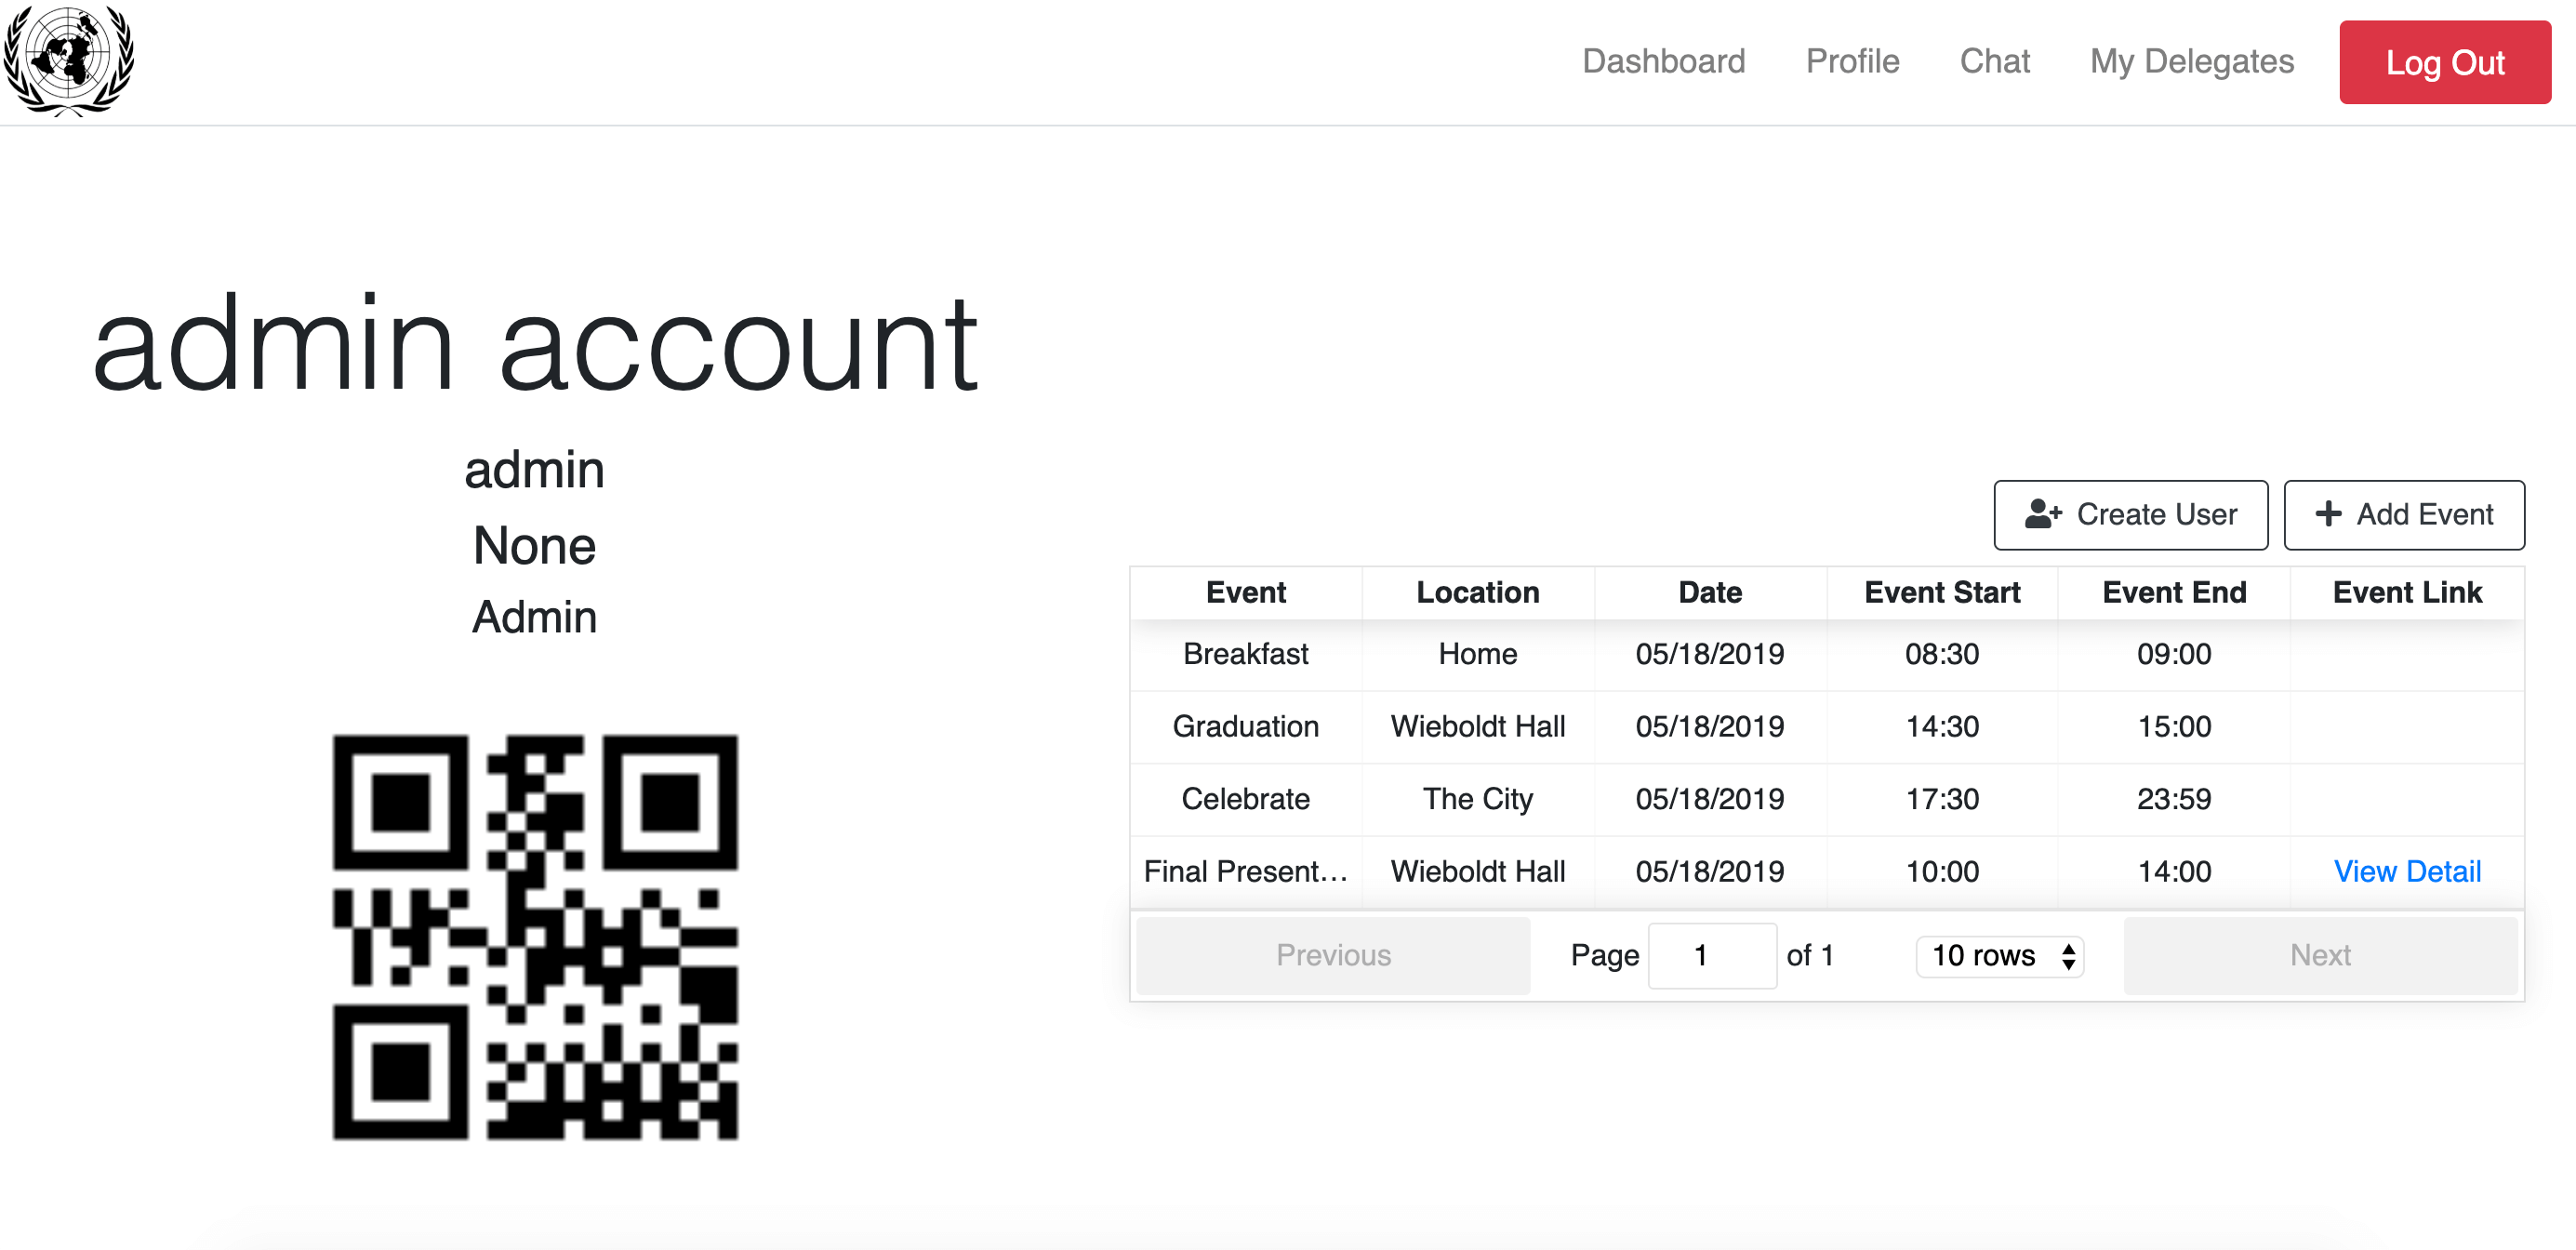 Dashboard Profile Chat My Delegates Log Out
admin account
admin
None
Admin
Create User Add Event
Event Location Date Event Start Event End Event Link
Breakfast Home 05/18/2019 08:30 09:00
Graduation Wieboldt Hall 05/18/2019 14:30 15:00
Celebrate The City 05/18/2019 17:30 23:59
Final Present... Wieboldt Hall 05/18/2019 10:00 14:00 View Detail
Previous Page 1 of 1 10 rows Next